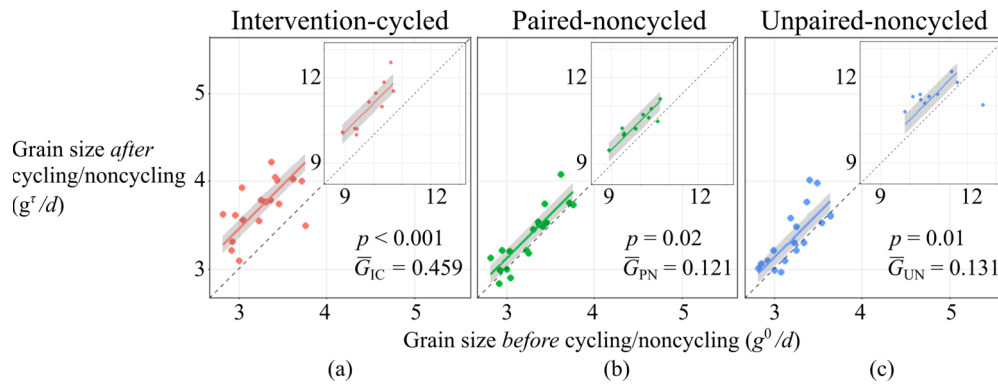 Intervention-cycled
Paired-noncycled
Unpaired-noncycled
Grain size after
cycling/noncycling
(gᵗ/d)
5
4
3
12
9
9
12
p < 0.001
G̅IC = 0.459
3
4
5
12
9
9
12
p = 0.02
G̅PN = 0.121
3
4
5
12
9
9
12
p = 0.01
G̅UN = 0.131
3
4
5
Grain size before cycling/noncycling (g⁰/d)
(a)
(b)
(c)